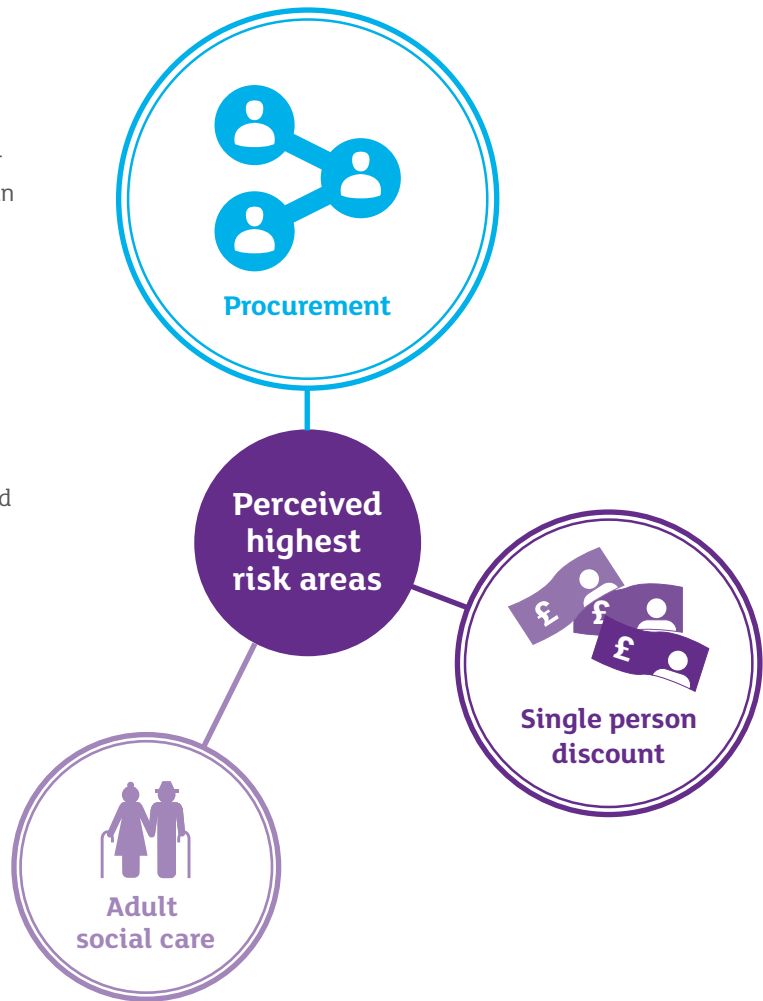 Procurement
Perceived
highest
risk areas
£
£
£
Single person
discount
Adult
social care